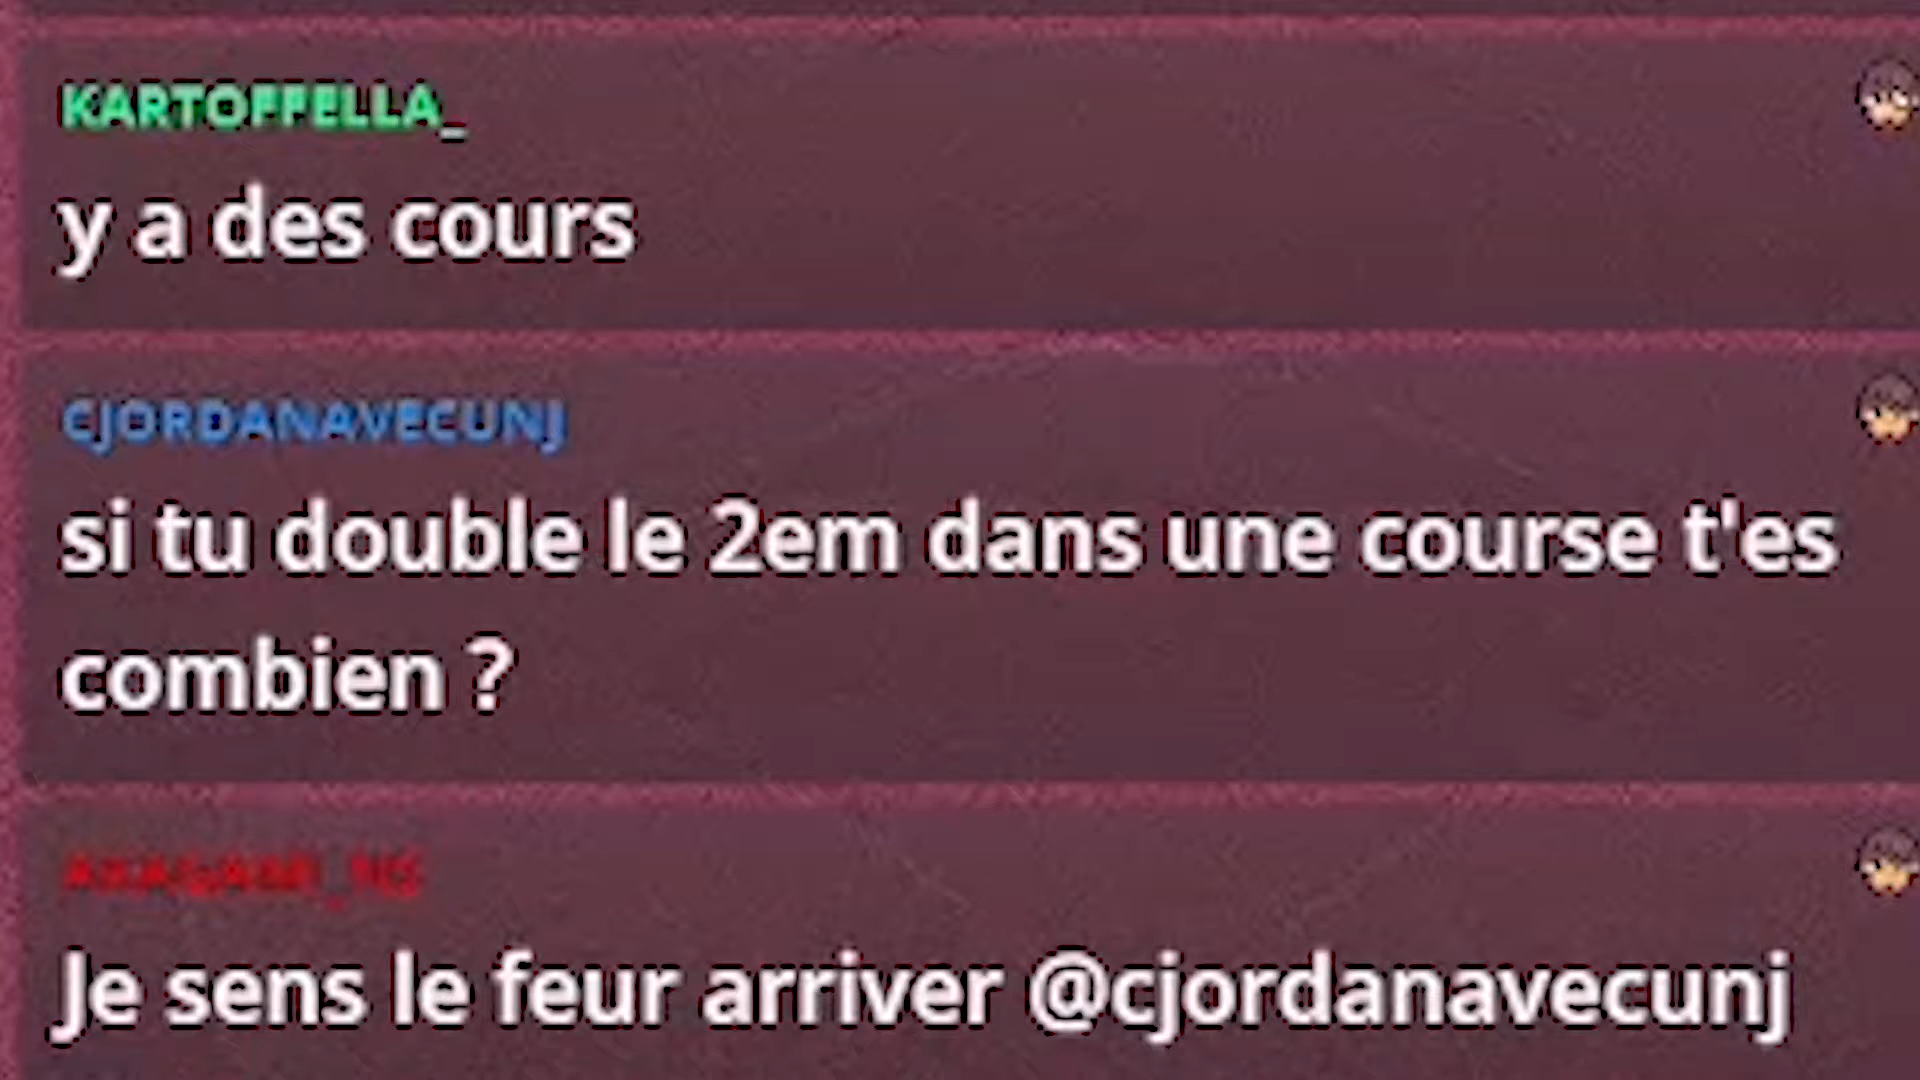 KARTOFFELLA_
y a des cours
CJORDANAVECUNJ
si tu double le 2em dans une course t'es
combien ?
Je sens le feur arriver @cjordanavecunj